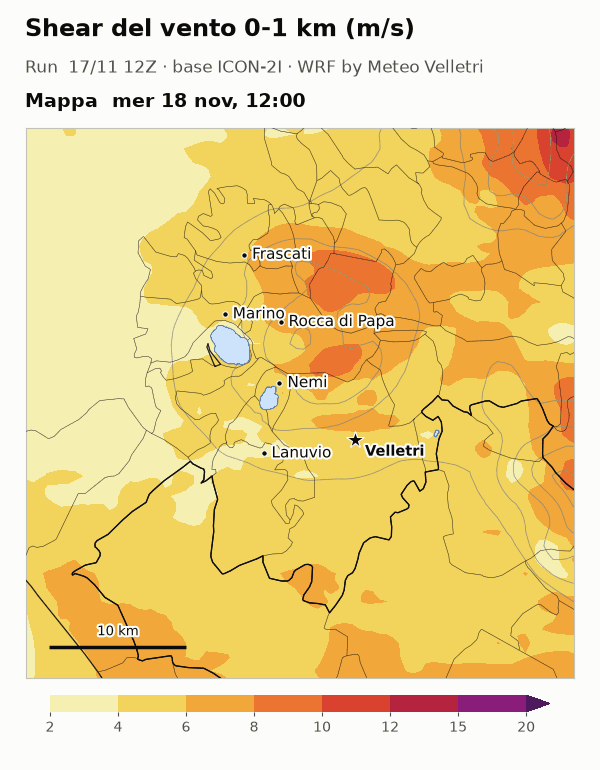 Shear del vento 0-1 km (m/s)
Run  17/11 12Z · base ICON-2I · WRF by Meteo Velletri
Mappa  mer 18 nov, 12:00
Frascati
Marino
Rocca di Papa
Nemi
Velletri
Lanuvio
10 km
2 4 6 8 10 12 15 20